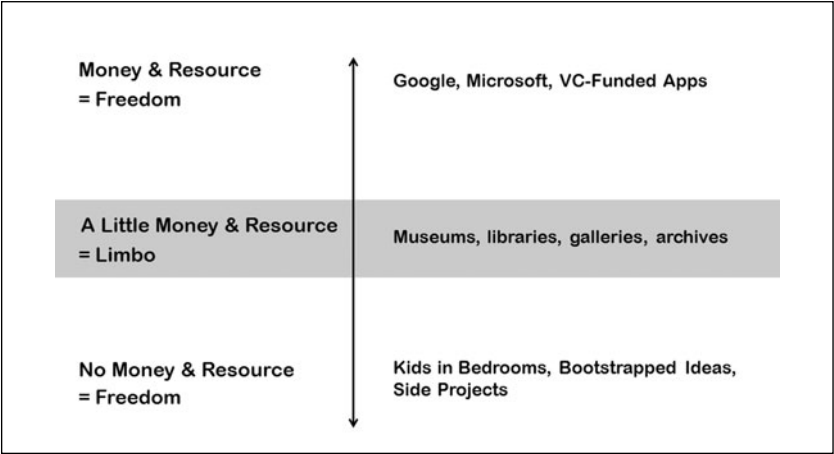 Money & Resource
= Freedom
Google, Microsoft, VC-Funded Apps
A Little Money & Resource
= Limbo
Museums, libraries, galleries, archives
No Money & Resource
= Freedom
Kids in Bedrooms, Bootstrapped Ideas,
Side Projects